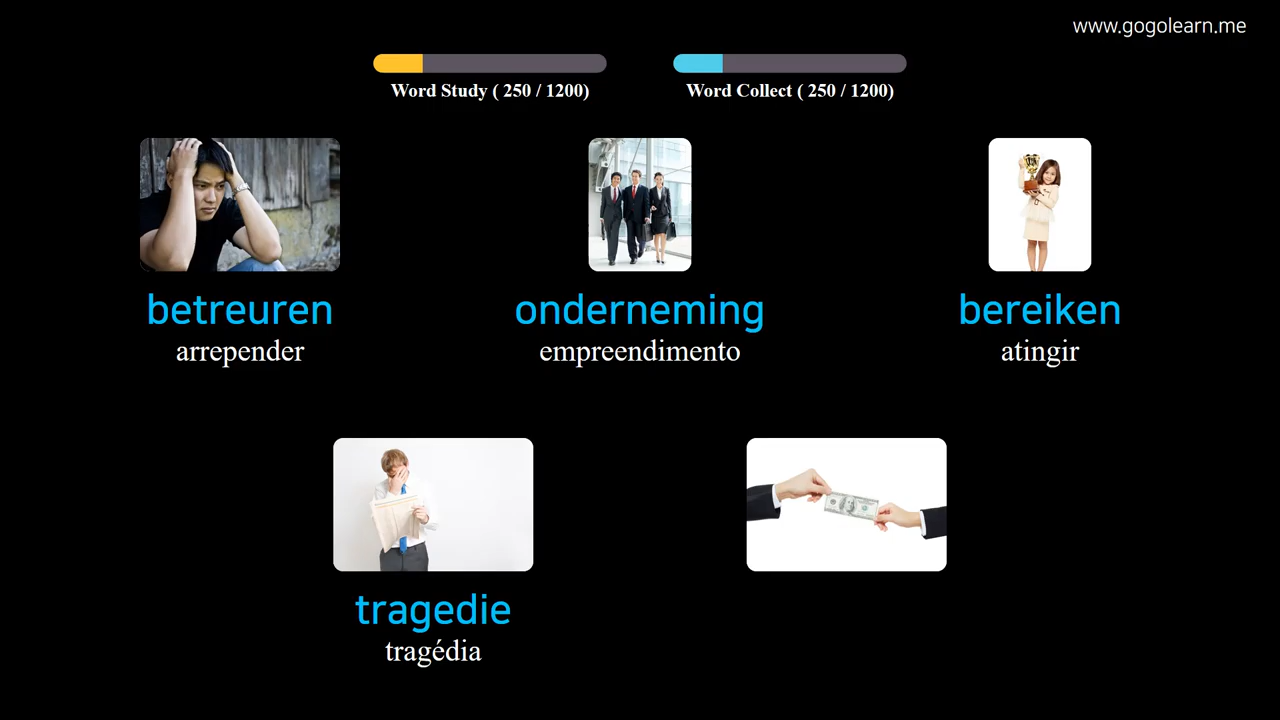 www.gogolearn.me
Word Study ( 250 / 1200)
Word Collect ( 250 / 1200)
betreuren
arrepender
onderneming
empreendimento
bereiken
atingir
tragedie
tragédia